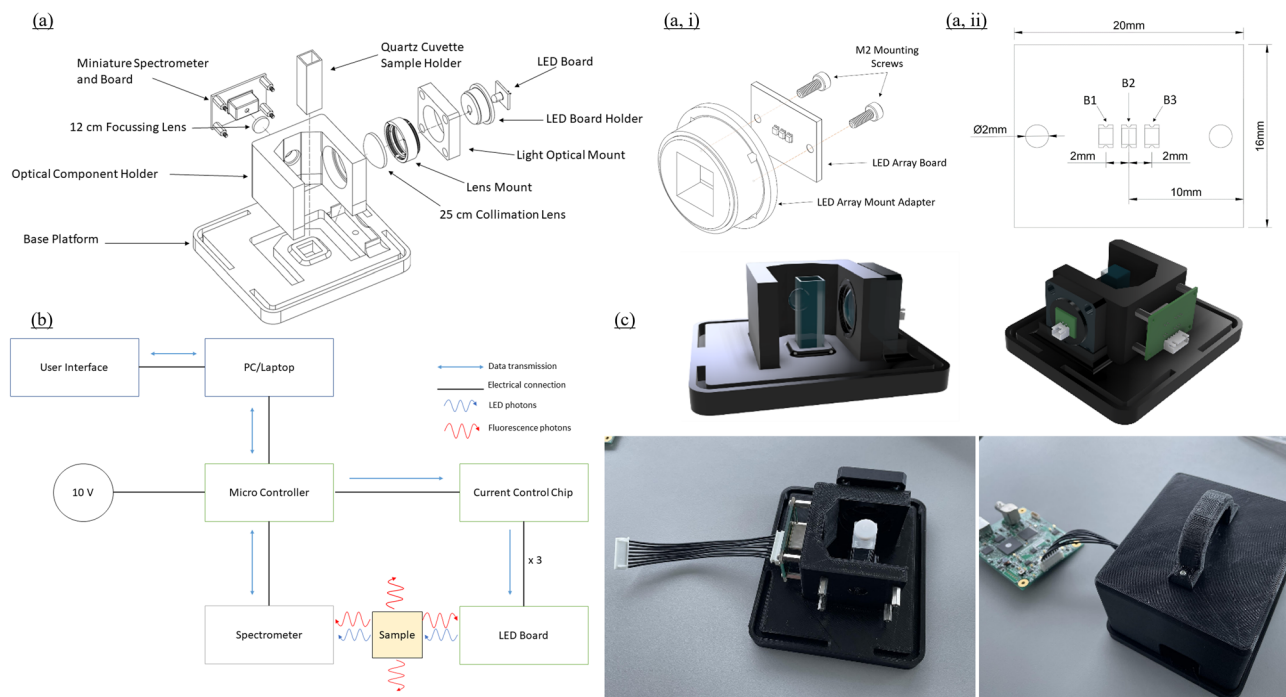 (a)
Miniature Spectrometer
and Board
Quartz Cuvette
Sample Holder
LED Board
12 cm Focussing Lens
LED Board Holder
Optical Component Holder
Light Optical Mount
Lens Mount
25 cm Collimation Lens
Base Platform
(a, i)
M2 Mounting
Screws
LED Array Board
LED Array Mount Adapter
(a, ii)
20mm
B2
B1
B3
Ø2mm
16mm
2mm
2mm
10mm
(b)
User Interface
PC/Laptop
Data transmission
Electrical connection
LED photons
Fluorescence photons
10 V
Micro Controller
Current Control Chip
x 3
Spectrometer
Sample
LED Board
(c)